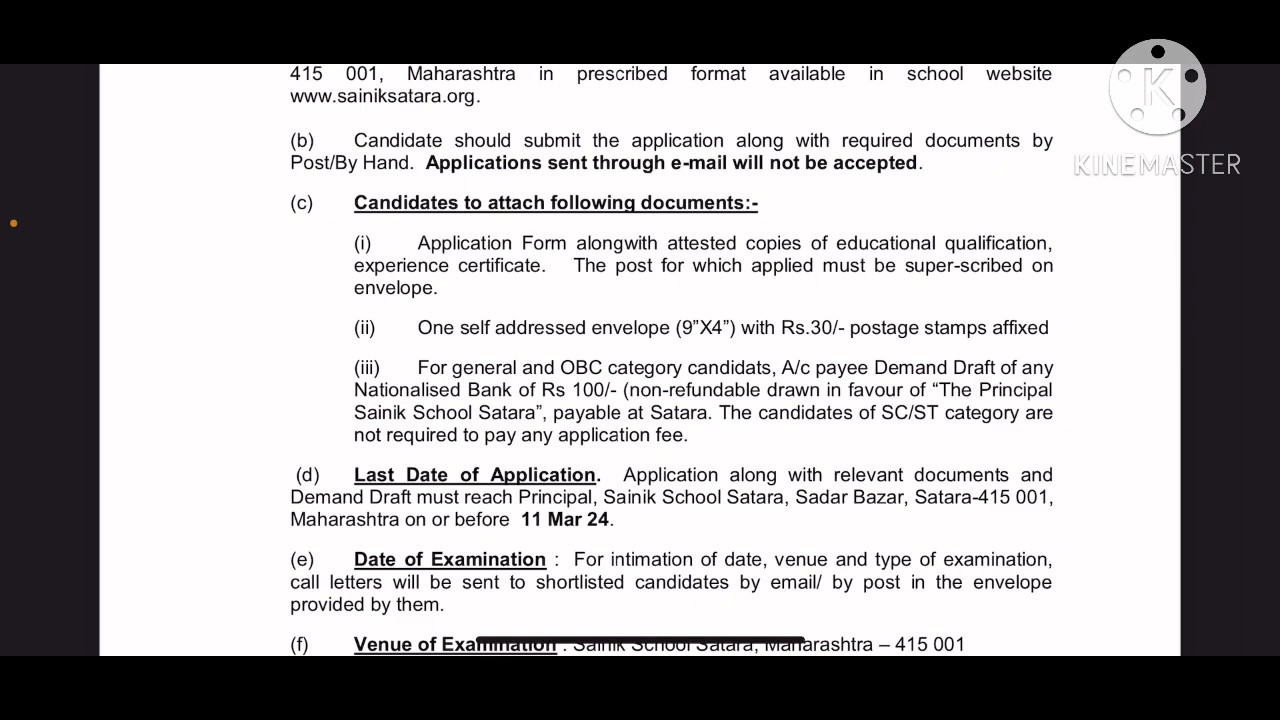 415 001, Maharashtra in prescribed format available in school website
www.sainiksatara.org.
(b) Candidate should submit the application along with required documents by
Post/By Hand. Applications sent through e-mail will not be accepted.
(c) Candidates to attach following documents:-
(i) Application Form alongwith attested copies of educational qualification,
experience certificate. The post for which applied must be super-scribed on
envelope.
(ii) One self addressed envelope (9”X4”) with Rs.30/- postage stamps affixed
(iii) For general and OBC category candidats, A/c payee Demand Draft of any
Nationalised Bank of Rs 100/- (non-refundable drawn in favour of “The Principal
Sainik School Satara”, payable at Satara. The candidates of SC/ST category are
not required to pay any application fee.
(d) Last Date of Application. Application along with relevant documents and
Demand Draft must reach Principal, Sainik School Satara, Sadar Bazar, Satara-415 001,
Maharashtra on or before 11 Mar 24.
(e) Date of Examination : For intimation of date, venue and type of examination,
call letters will be sent to shortlisted candidates by email/ by post in the envelope
provided by them.
(f) Venue of Examination : Sainik School Satara, Maharashtra – 415 001
K
KINEMASTER